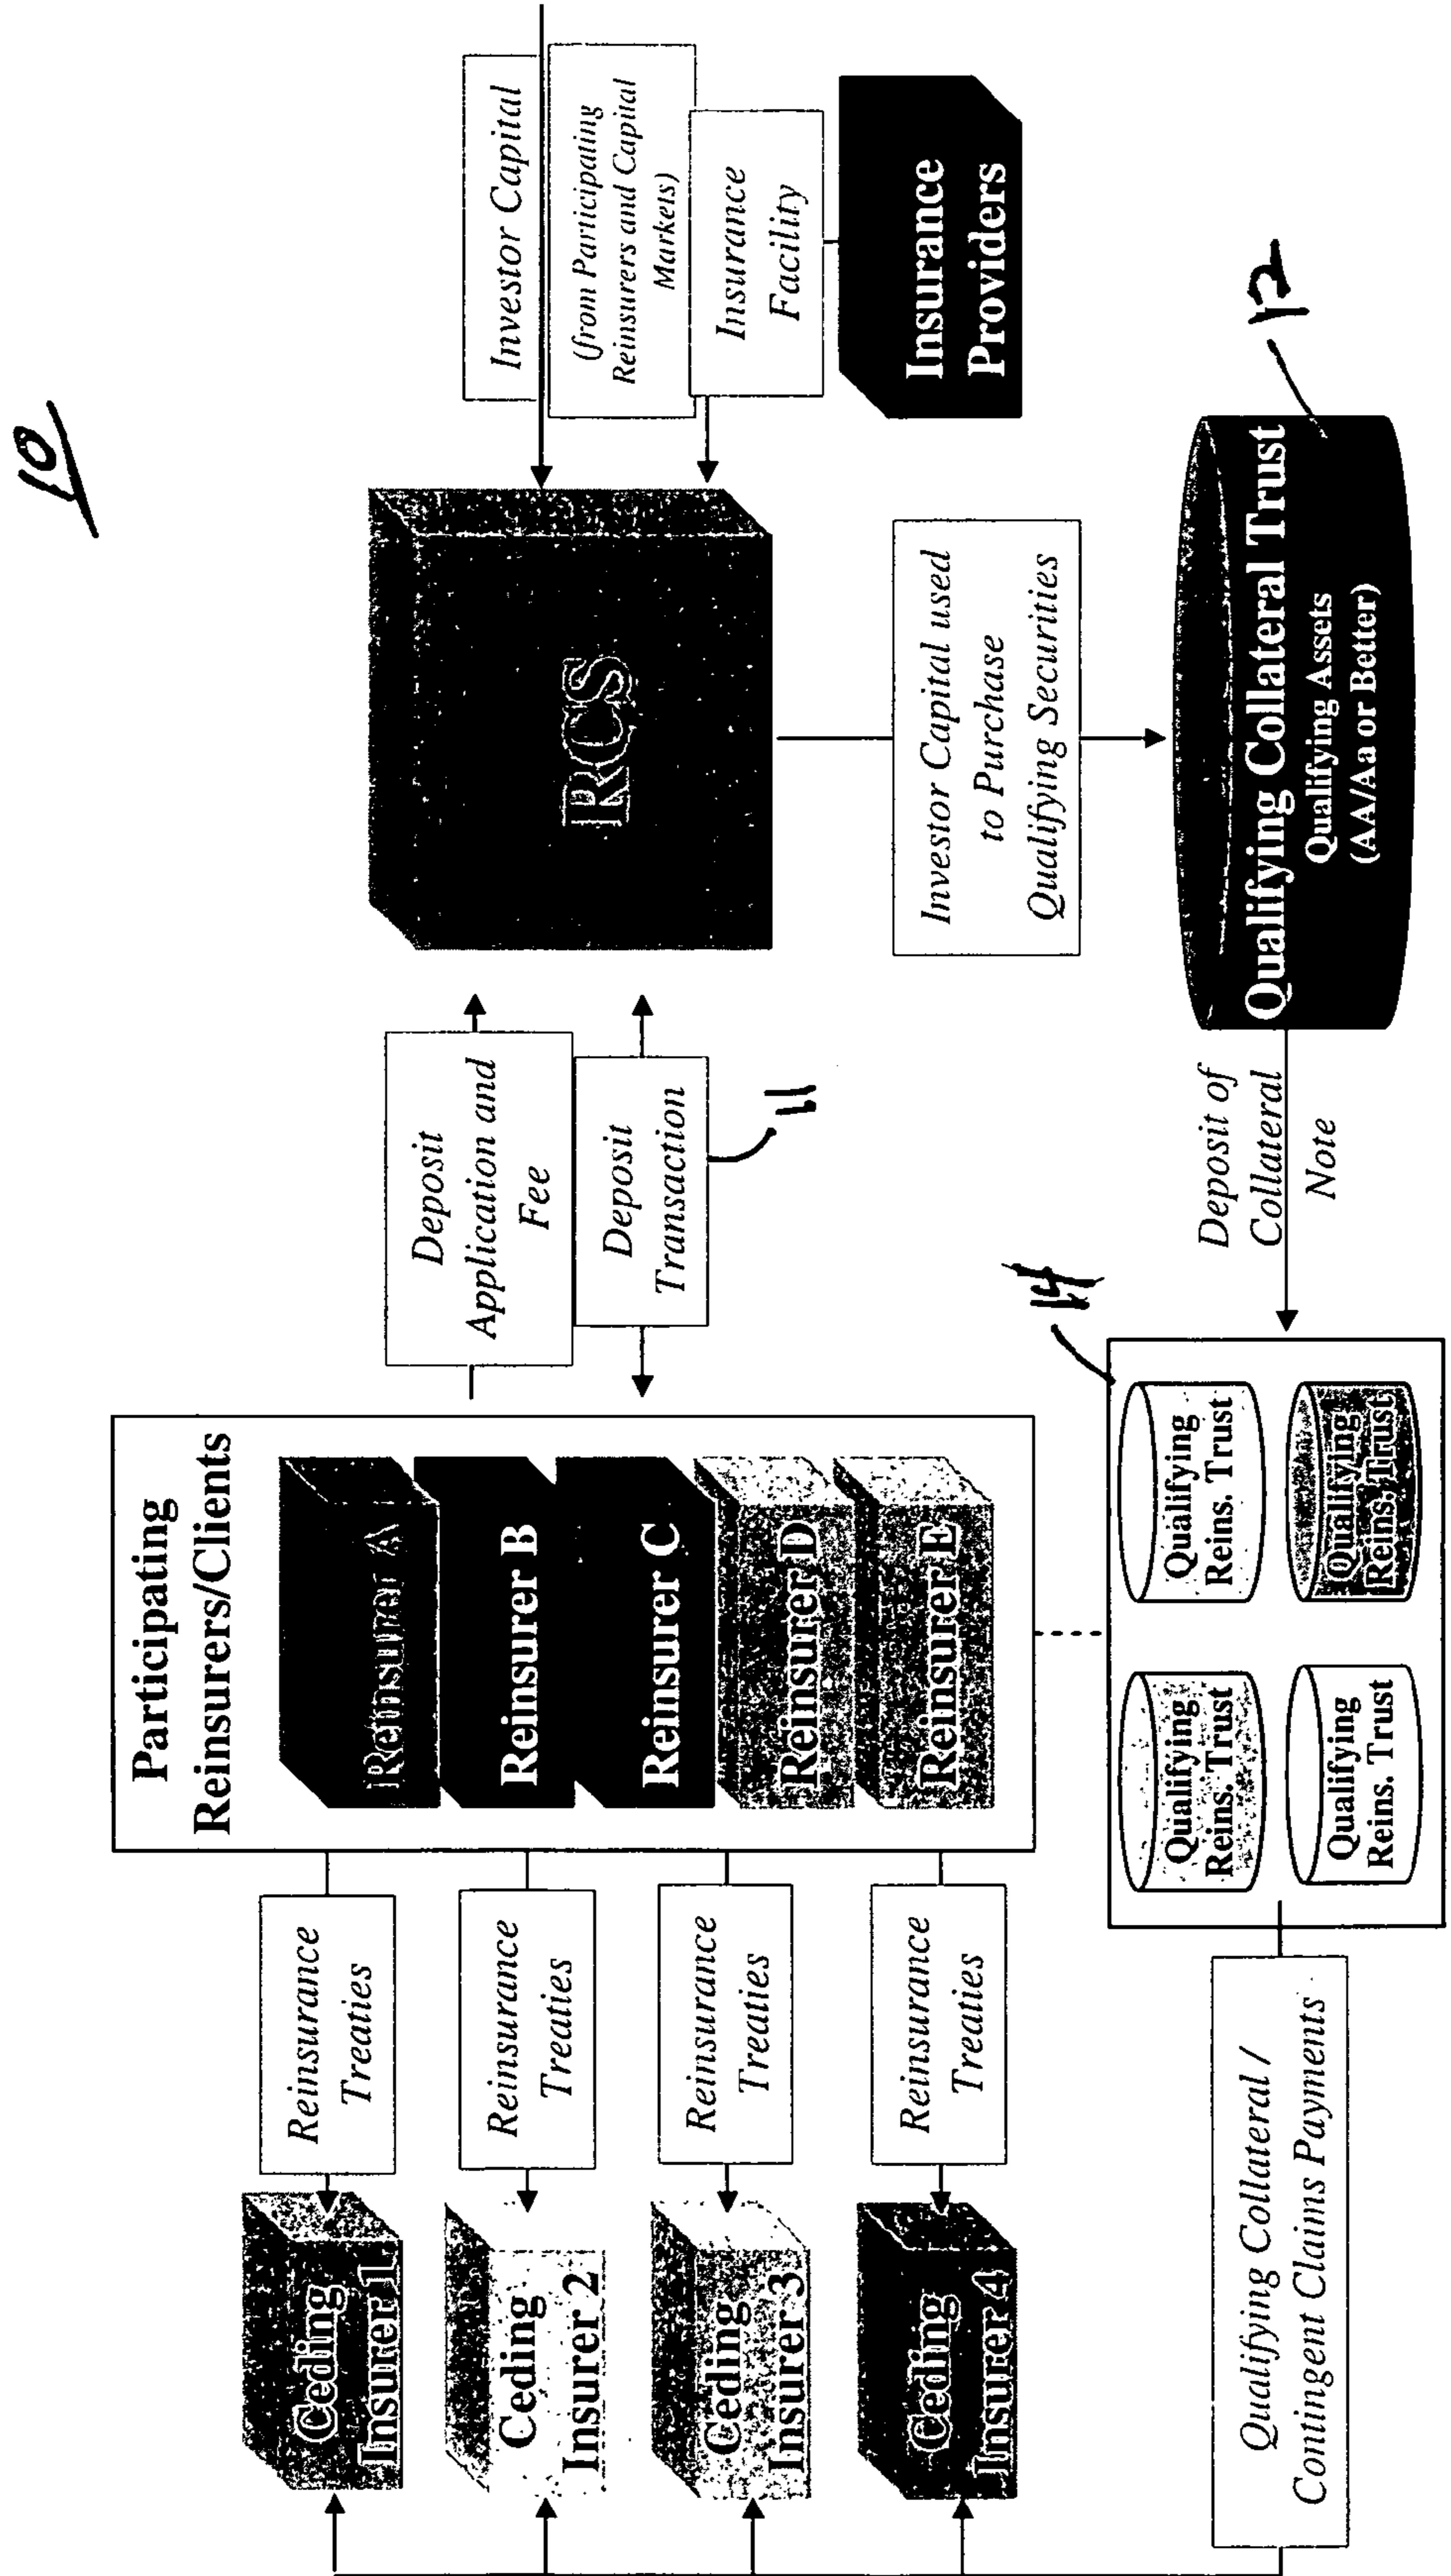 10
Participating
Reinsurers/Clients
Ceding
Insurer 1
Reinsurance
Treaties
Reinsurer A
Deposit
Application and
Fee
RCS
Investor Capital
(from Participating
Reinsurers and Capital
Markets)
Ceding
Insurer 2
Reinsurance
Treaties
Reinsurer B
Deposit
Transaction
11
Insurance
Facility
Ceding
Insurer 3
Reinsurance
Treaties
Reinsurer C
Insurance
Providers
Ceding
Insurer 4
Reinsurance
Treaties
Reinsurer D
Reinsurer E
Investor Capital used
to Purchase
Qualifying Securities
14
12
Qualifying
Reins. Trust
Qualifying
Reins. Trust
Qualifying
Reins. Trust
Qualifying
Reins. Trust
Deposit of
Collateral
Note
Qualifying Collateral Trust
Qualifying Assets
(AA/Aa or Better)
Qualifying Collateral /
Contingent Claims Payments